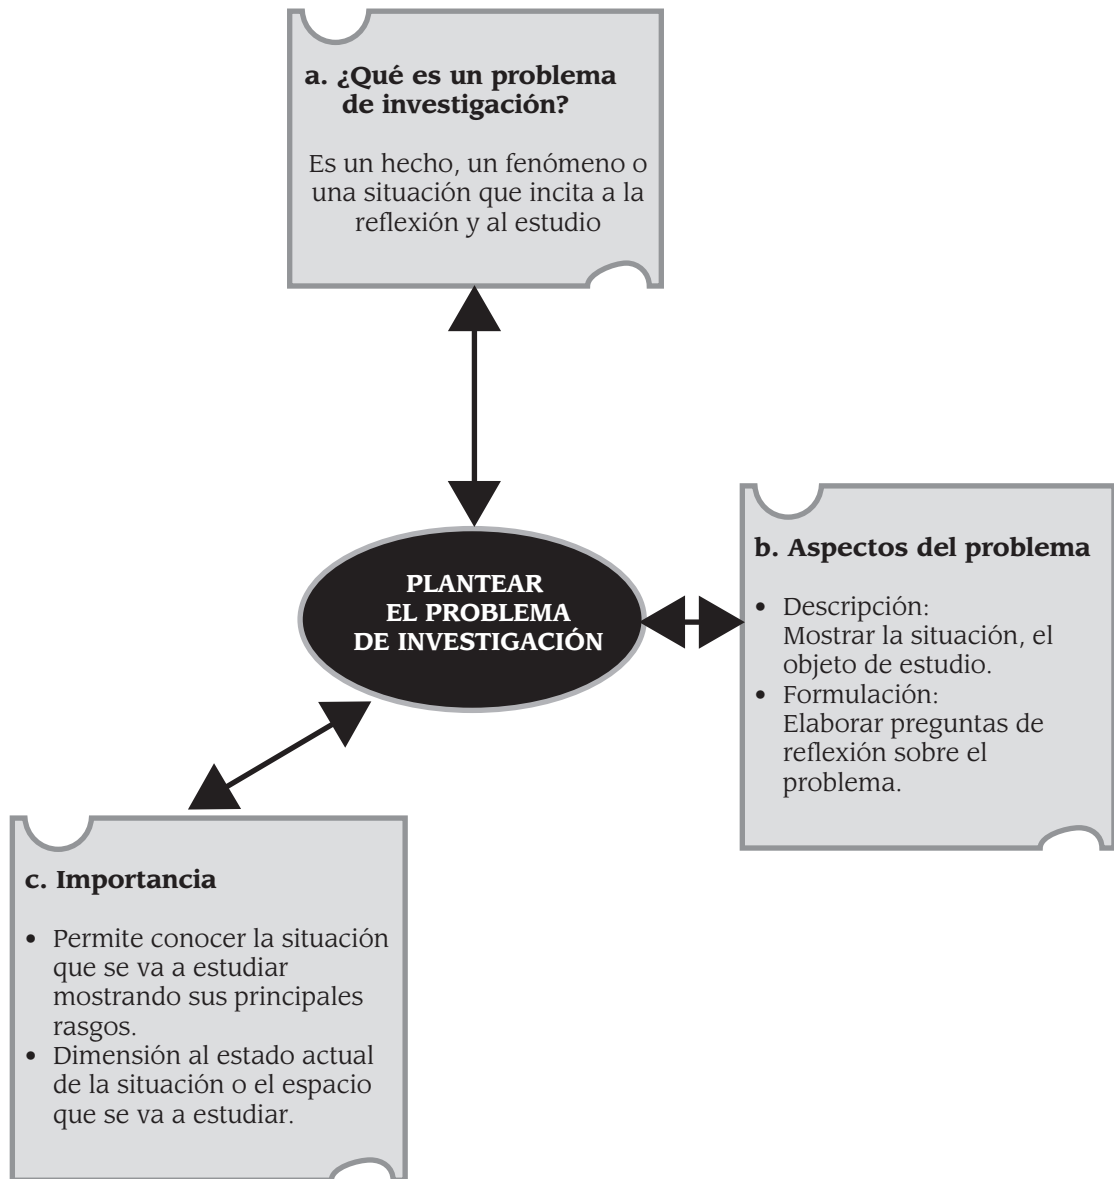 a. ¿Qué es un problema
de investigación?
Es un hecho, un fenómeno o
una situación que incita a la
reflexión y al estudio
PLANTEAR
EL PROBLEMA
DE INVESTIGACIÓN
b. Aspectos del problema
• Descripción:
Mostrar la situación, el
objeto de estudio.
• Formulación:
Elaborar preguntas de
reflexión sobre el
problema.
c. Importancia
• Permite conocer la situación
que se va a estudiar
mostrando sus principales
rasgos.
• Dimensión al estado actual
de la situación o el espacio
que se va a estudiar.